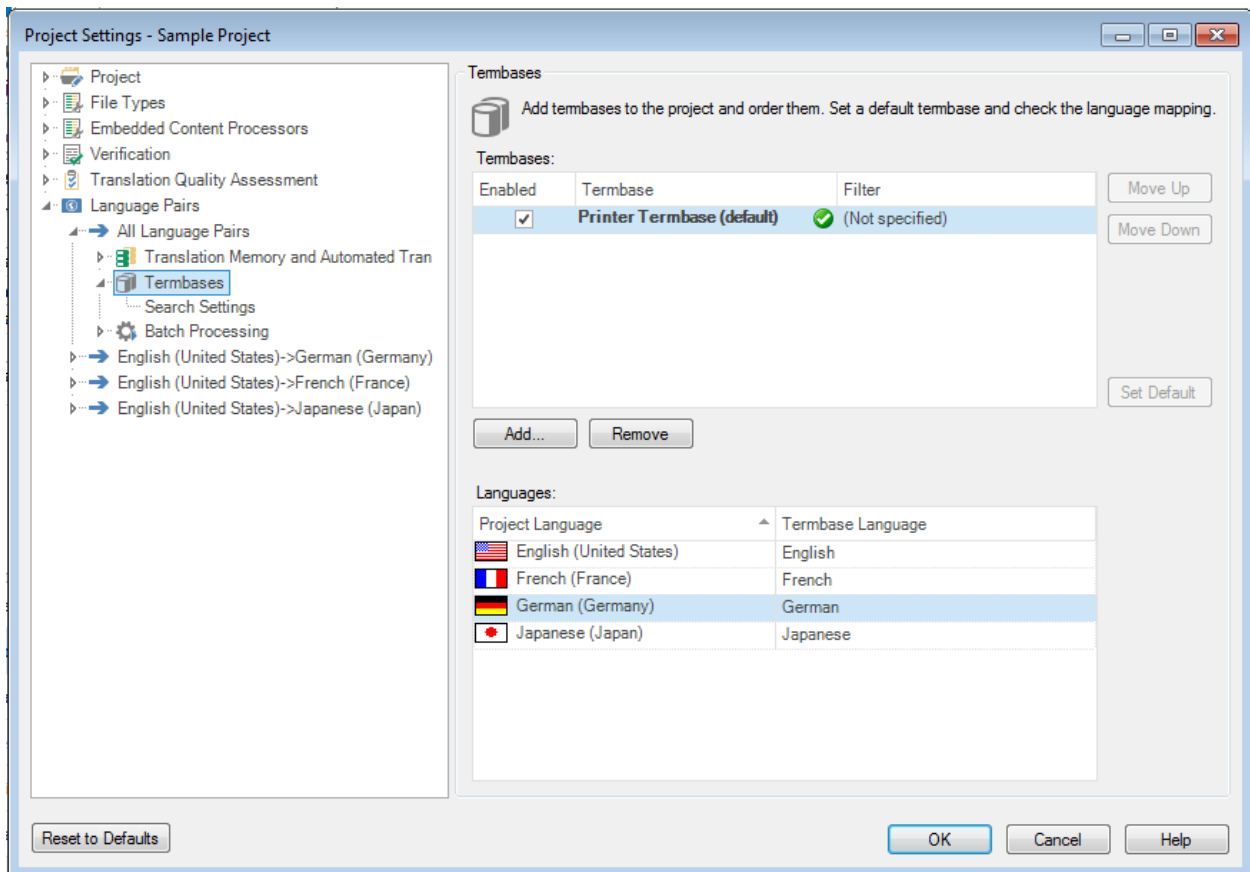 Project Settings - Sample Project
Project
File Types
Embedded Content Processors
Verification
Translation Quality Assessment
Language Pairs
All Language Pairs
Translation Memory and Automated Tran
Termbases
Search Settings
Batch Processing
English (United States)->German (Germany)
English (United States)->French (France)
English (United States)->Japanese (Japan)
Termbases
Add termbases to the project and order them. Set a default termbase and check the language mapping.
Termbases:
Enabled Termbase Filter
Printer Termbase (default) (Not specified)
Move Up
Move Down
Set Default
Add... Remove
Languages:
Project Language Termbase Language
English (United States) English
French (France) French
German (Germany) German
Japanese (Japan) Japanese
Reset to Defaults OK Cancel Help